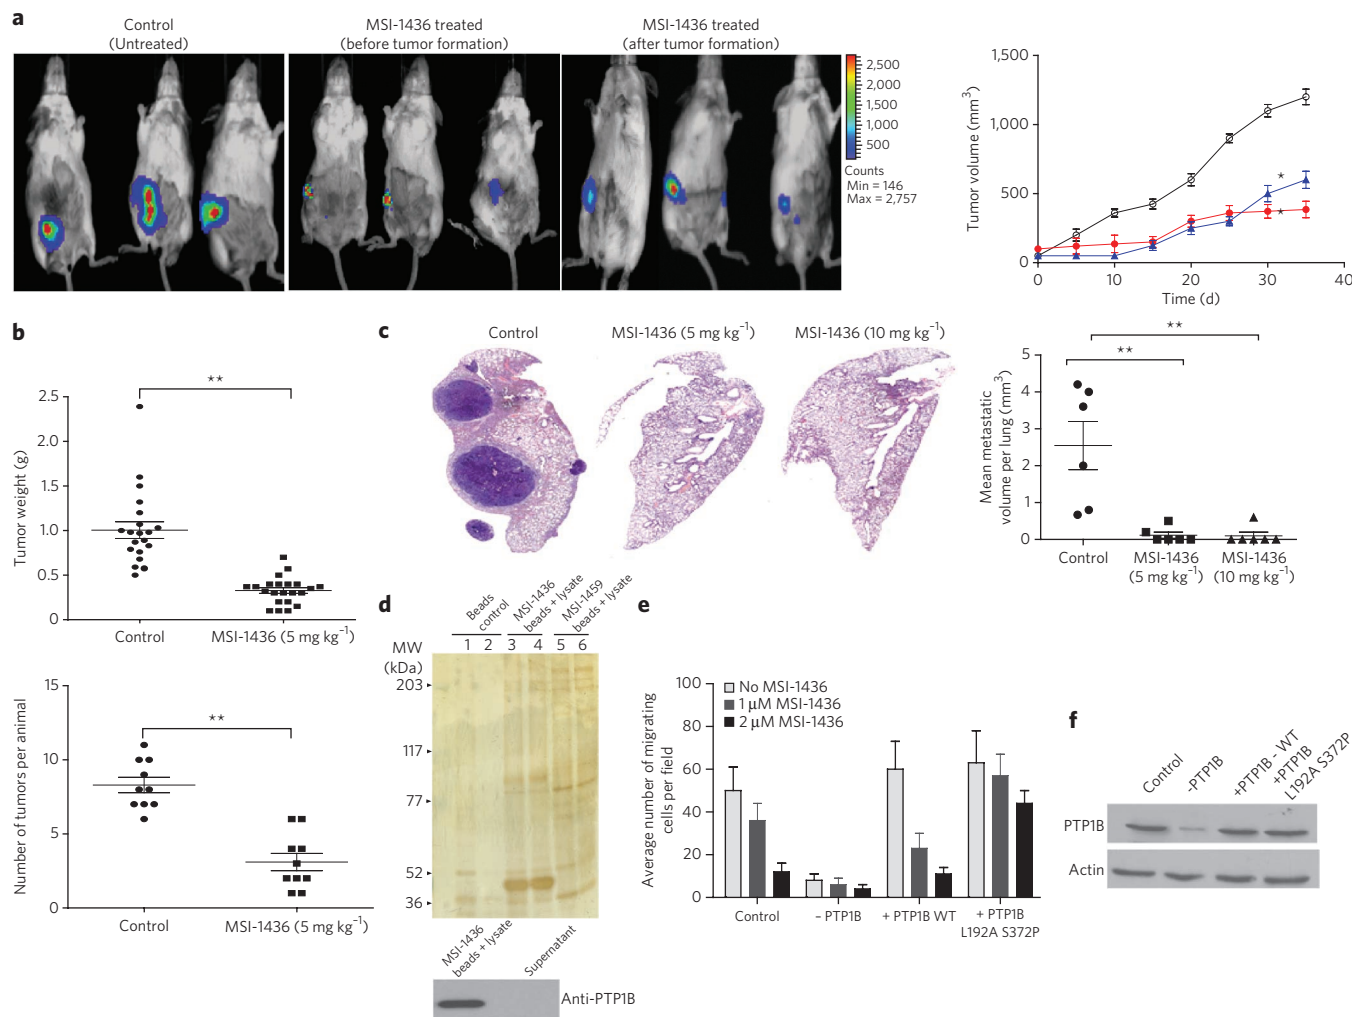 a
Control
(Untreated)
MSI-1436 treated
(before tumor formation)
MSI-1436 treated
(after tumor formation)
2,500
2,000
1,500
1,000
500
Counts
Min = 146
Max = 2,757
Tumor volume (mm³)
1,500
1,000
500
0
0
10
20
30
40
Time (d)
*
*
b
Tumor weight (g)
2.5
2.0
1.5
1.0
0.5
0
**
Control
MSI-1436 (5 mg kg⁻¹)
Number of tumors per animal
15
10
5
0
**
Control
MSI-1436 (5 mg kg⁻¹)
c
Control
MSI-1436 (5 mg kg⁻¹)
MSI-1436 (10 mg kg⁻¹)
Mean metastatic
volume per lung (mm³)
5
4
3
2
1
0
**
**
Control
MSI-1436
(5 mg kg⁻¹)
MSI-1436
(10 mg kg⁻¹)
d
Beads
control
MSI-1436
beads + lysate
MSI-1459
beads + lysate
MW
(kDa)
1 2 3 4 5 6
203
117
77
52
36
MSI-1436
beads + lysate
Supernatant
Anti-PTP1B
e
Average number of migrating
cells per field
100
80
60
40
20
0
No MSI-1436
1 µM MSI-1436
2 µM MSI-1436
Control
– PTP1B
+ PTP1B WT
+ PTP1B
L192A S372P
f
Control
-PTP1B
+PTP1B - WT
+PTP1B
L192A S372P
PTP1B
Actin